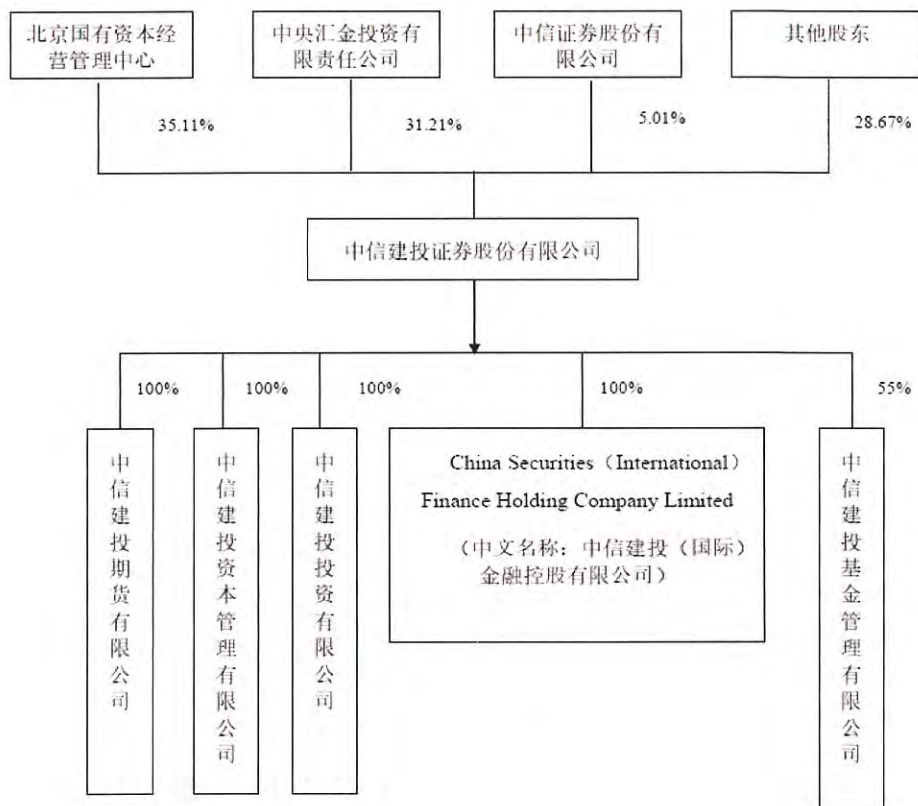 北京国有资本经
营管理中心
中央汇金投资有
限责任公司
中信证券股份有
限公司
其他股东
35.11%
31.21%
5.01%
28.67%
中信建投证券股份有限公司
100%
100%
100%
100%
55%
中信建投期货有限公司
中信建投资本管理有限公司
中信建投投资有限公司
China Securities（International）
Finance Holding Company Limited
（中文名称：中信建投（国际）
金融控股有限公司）
中信建投基金管理有限公司